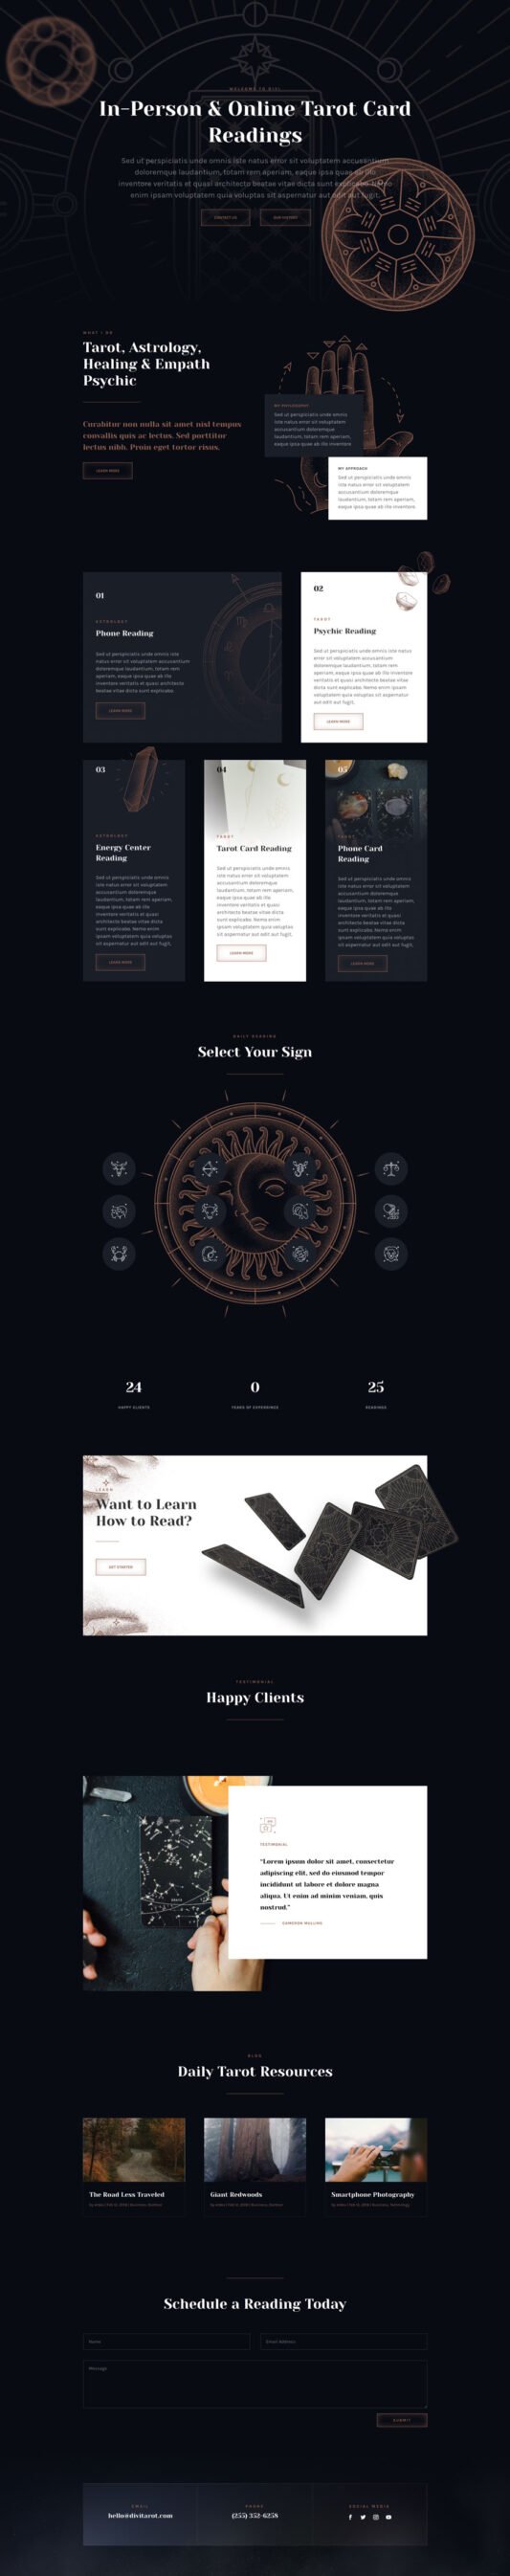 WELCOME TO DIVI
In-Person & Online Tarot Card
Readings
Sed ut perspiciatis unde omnis iste natus error sit voluptatem accusantium
doloremque laudantium, totam rem aperiam, eaque ipsa quae ab illo
inventore veritatis et quasi architecto beatae vitae dicta sunt explicabo. Nemo
enim ipsam voluptatem quia voluptas sit aspernatur aut odit aut fugit.
CONTACT US
OUR HISTORY
WHAT I DO
Tarot, Astrology,
Healing & Empath
Psychic
Curabitur non nulla sit amet nisl tempus
convallis quis ac lectus. Sed porttitor
lectus nibh. Proin eget tortor risus.
LEARN MORE
MY PHILOSOPHY
Sed ut perspiciatis unde omnis
iste natus error sit voluptatem
accusantium doloremque
laudantium, totam rem aperiam,
eaque ipsa quae ab illo inventore.
MY APPROACH
Sed ut perspiciatis unde omnis
iste natus error sit voluptatem
accusantium doloremque
laudantium, totam rem aperiam,
eaque ipsa quae ab illo inventore.
01
ASTROLOGY
Phone Reading
Sed ut perspiciatis unde omnis iste
natus error sit voluptatem accusantium
doloremque laudantium, totam rem
aperiam, eaque ipsa quae ab illo
inventore veritatis et quasi architecto
beatae vitae dicta sunt explicabo.
LEARN MORE
02
TAROT
Psychic Reading
Sed ut perspiciatis unde omnis iste natus
error sit voluptatem accusantium
doloremque laudantium, totam rem
aperiam, eaque ipsa quae ab illo inventore
veritatis et quasi architecto beatae vitae
dicta sunt explicabo. Nemo enim ipsam
voluptatem quia voluptas sit aspernatur
aut odit aut fugit.
LEARN MORE
03
ASTROLOGY
Energy Center
Reading
Sed ut perspiciatis unde omnis
iste natus error sit voluptatem
accusantium doloremque
laudantium, totam rem aperiam,
eaque ipsa quae ab illo
inventore veritatis et quasi
architecto beatae vitae dicta
sunt explicabo. Nemo enim
ipsam voluptatem quia voluptas
sit aspernatur aut odit aut fugit.
LEARN MORE
04
TAROT
Tarot Card Reading
Sed ut perspiciatis unde omnis
iste natus error sit voluptatem
accusantium doloremque
laudantium, totam rem aperiam,
eaque ipsa quae ab illo
inventore veritatis et quasi
architecto beatae vitae dicta
sunt explicabo. Nemo enim
ipsam voluptatem quia voluptas
sit aspernatur aut odit aut fugit.
LEARN MORE
05
TAROT
Phone Card
Reading
Sed ut perspiciatis unde omnis
iste natus error sit voluptatem
accusantium doloremque
laudantium, totam rem aperiam,
eaque ipsa quae ab illo
inventore veritatis et quasi
architecto beatae vitae dicta
sunt explicabo. Nemo enim
ipsam voluptatem quia voluptas
sit aspernatur aut odit aut fugit.
LEARN MORE
DAILY READING
Select Your Sign
24
HAPPY CLIENTS
0
YEARS OF EXPERIENCE
25
READINGS
LEARN
Want to Learn
How to Read?
GET STARTED
TESTIMONIAL
Happy Clients
TESTIMONIAL
"Lorem ipsum dolor sit amet, consectetur
adipiscing elit, sed do eiusmod tempor
incididunt ut labore et dolore magna
aliqua. Ut enim ad minim veniam, quis
nostrud."
BLOG
Daily Tarot Resources
The Road Less Traveled
Giant Redwoods
Smartphone Photography
Schedule a Reading Today
Name
Email Address
Message
SUBMIT
EMAIL
hello@divitarot.com
PHONE
(255) 352-6258
SOCIAL MEDIA